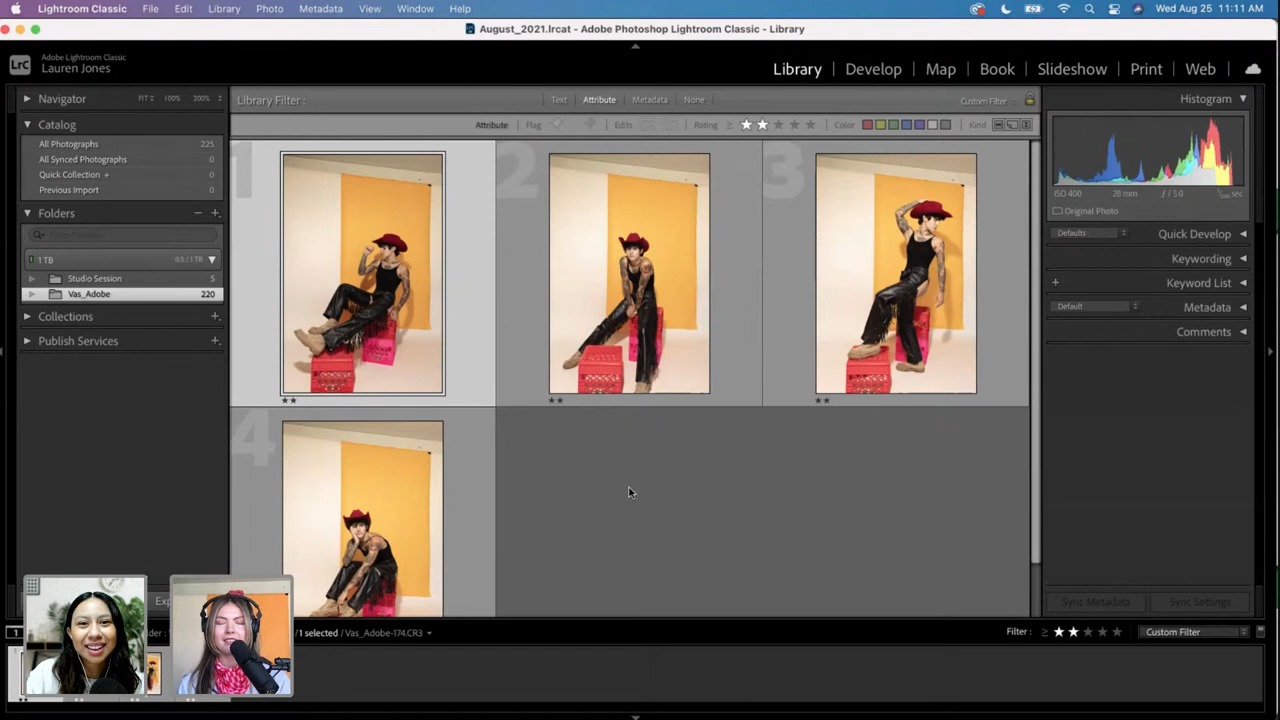 Lightroom Classic File Edit Library Photo Metadata View Window Help Wed Aug 25 11:11 AM
August_2021.lrcat - Adobe Photoshop Lightroom Classic - Library
LrC Adobe Lightroom Classic
Lauren Jones
Library Develop Map Book Slideshow Print Web
Navigator FIT 100% 200%
Library Filter : Text Attribute Metadata None Custom Filter
Histogram
Catalog
Attribute Flag Edits Rating ≥ ★★★★★ Color Kind
All Photographs 225
All Synced Photographs 0
Quick Collection + 0
Previous Import 0
1 2 3
ISO 400 28 mm ƒ / 5.0
Original Photo
Folders
1 TB
Studio Session 5
Vas_Adobe 220
Collections
Publish Services
Defaults Quick Develop
Keywording
Keyword List
Default Metadata
Comments
★★ ★★ ★★
4
Sync Metadata Sync Settings
/1 selected /Vas_Adobe-174.CR3
Filter : ≥ ★★★★★ Custom Filter